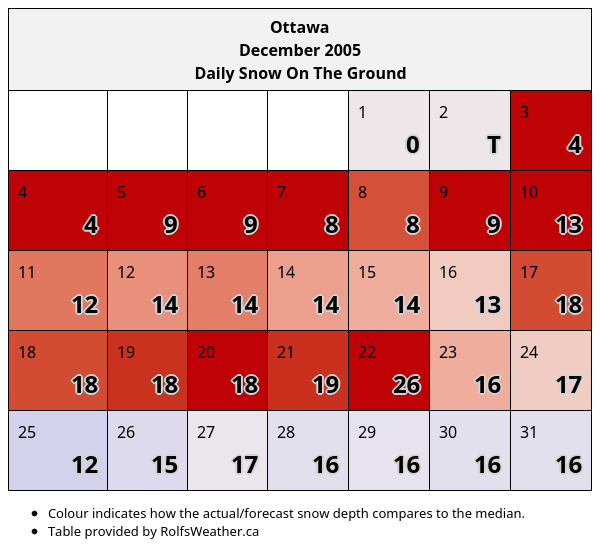 Ottawa
December 2005
Daily Snow On The Ground
1 2 3
0 T 4
4 5 6 7 8 9 10
4 9 9 8 8 9 13
11 12 13 14 15 16 17
12 14 14 14 14 13 18
18 19 20 21 22 23 24
18 18 18 19 26 16 17
25 26 27 28 29 30 31
12 15 17 16 16 16 16
• Colour indicates how the actual/forecast snow depth compares to the median.
• Table provided by RolfsWeather.ca